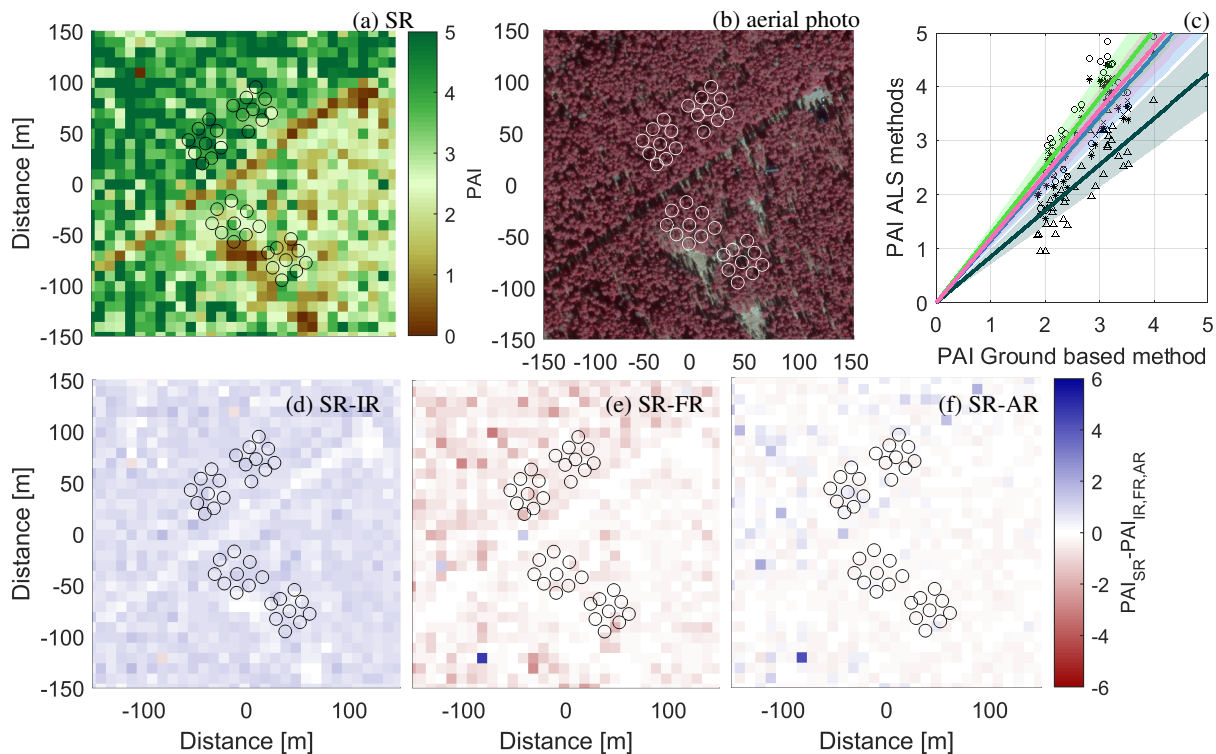 (a) SR
(b) aerial photo
(c)
150
100
50
0
-50
-100
-150
Distance [m]
5
4
3
2
1
0
PAI
150
100
50
0
-50
-100
-150
-150 -100 -50 0 50 100 150
5
4
3
2
1
0
PAI ALS methods
0 1 2 3 4 5
PAI Ground based method
(d) SR-IR
(e) SR-FR
(f) SR-AR
150
100
50
0
-50
-100
-150
Distance [m]
-100 0 100
Distance [m]
-100 0 100
Distance [m]
-100 0 100
Distance [m]
6
4
2
0
-2
-4
-6
PAI_SR-PAI_IR,FR,AR